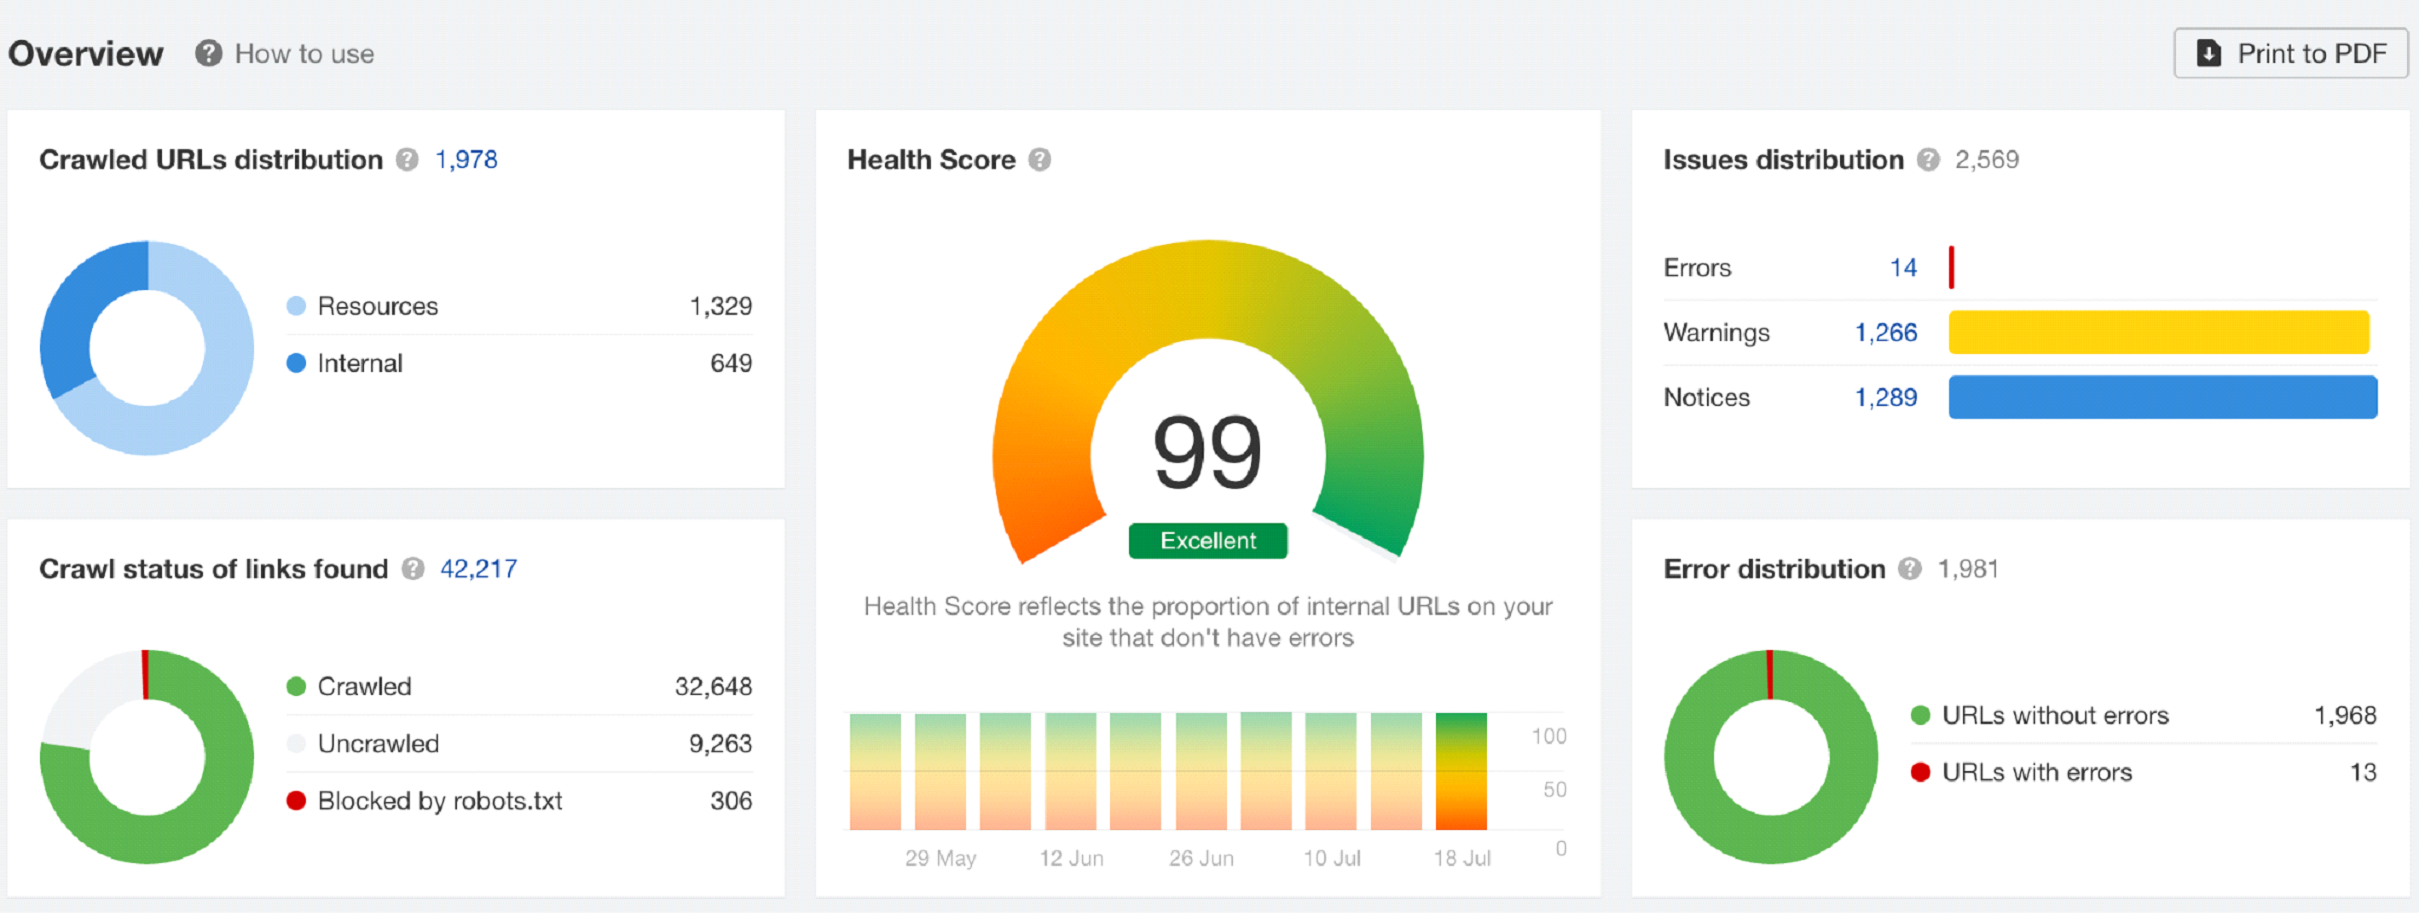 Overview
How to use
Print to PDF
Crawled URLs distribution 1,978
Resources 1,329
Internal 649
Crawl status of links found 42,217
Crawled 32,648
Uncrawled 9,263
Blocked by robots.txt 306
Health Score
99
Excellent
Health Score reflects the proportion of internal URLs on your
site that don't have errors
100
50
0
29 May 12 Jun 26 Jun 10 Jul 18 Jul
Issues distribution 2,569
Errors 14
Warnings 1,266
Notices 1,289
Error distribution 1,981
URLs without errors 1,968
URLs with errors 13